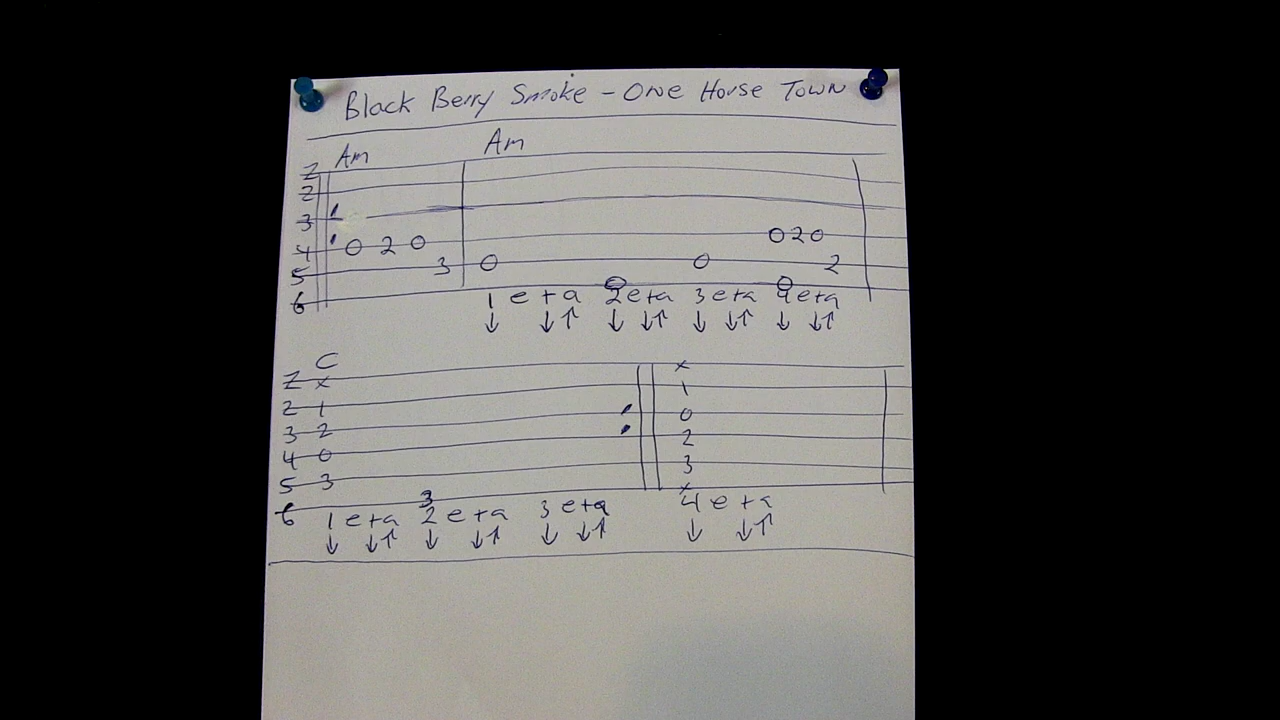 Black Berry Smoke - One Horse Town
Am Am
Z
2
3
4 0 2 0 0 2 0
5 3 0 0 2
6 0 0
1 e + a 2 e + a 3 e + a 4 e + a
↓ ↓↑ ↓ ↓↑ ↓ ↓↑ ↓ ↓↑
C
Z x x
2 1 1
3 2 0
4 0 2
5 3 3
6 3 x
1 e + a 2 e + a 3 e + a 4 e + a
↓ ↓↑ ↓ ↓↑ ↓ ↓↑ ↓ ↓↑